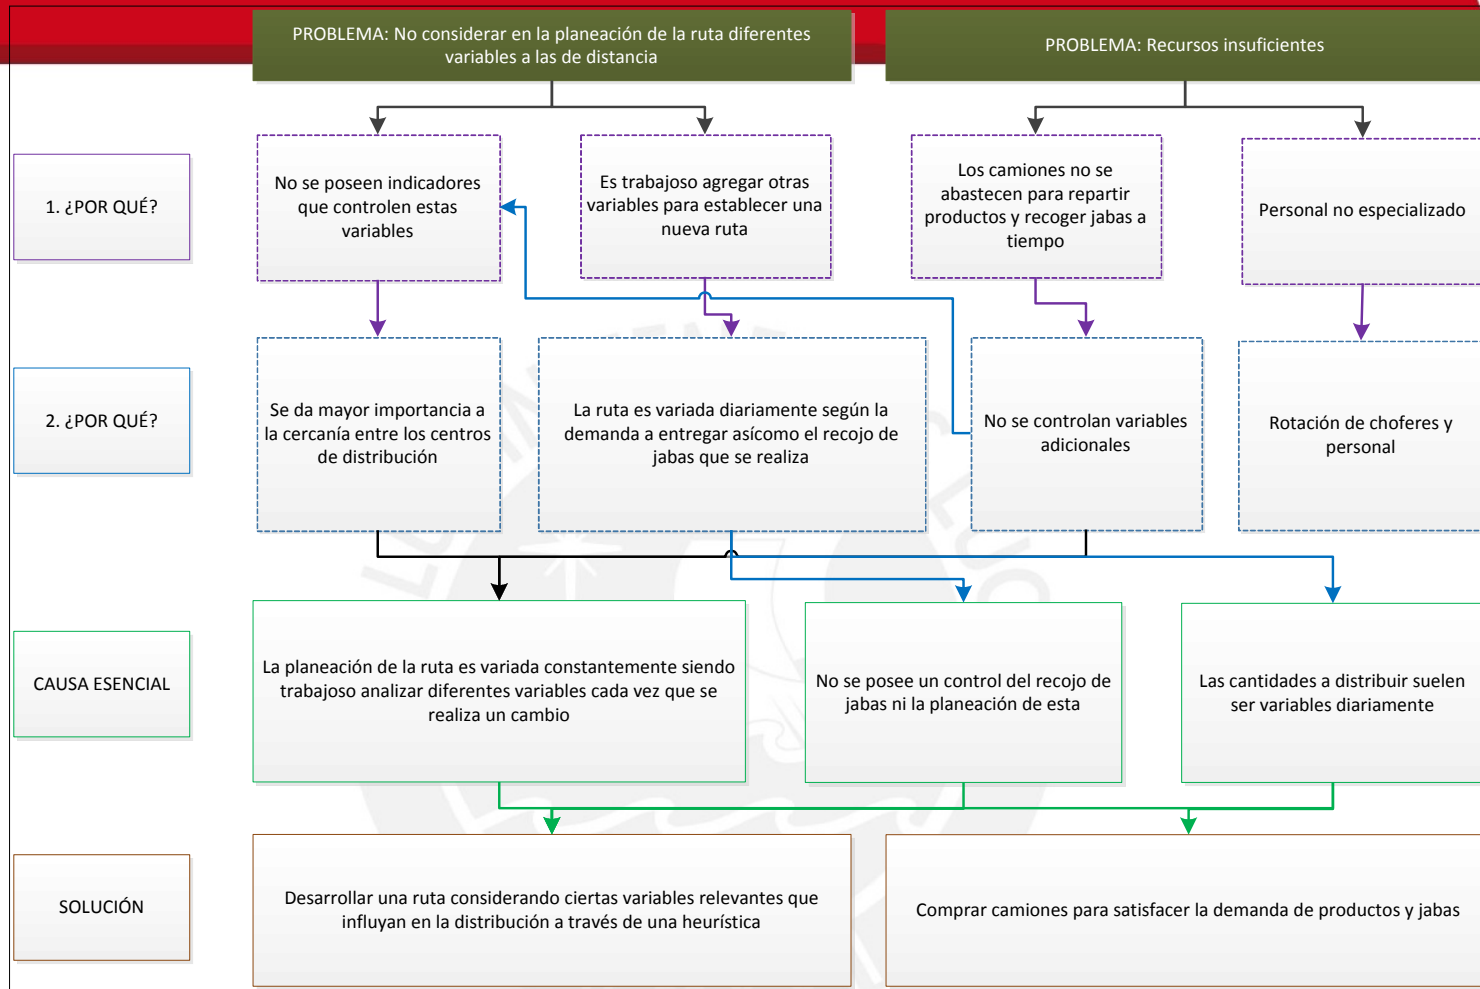 PROBLEMA: No considerar en la planeación de la ruta diferentes
variables a las de distancia
PROBLEMA: Recursos insuficientes
1. ¿POR QUÉ?
No se poseen indicadores
que controlen estas
variables
Es trabajoso agregar otras
variables para establecer una
nueva ruta
Los camiones no se
abastecen para repartir
productos y recoger jabas a
tiempo
Personal no especializado
2. ¿POR QUÉ?
Se da mayor importancia a
la cercanía entre los centros
de distribución
La ruta es variada diariamente según la
demanda a entregar asícomo el recojo de
jabas que se realiza
No se controlan variables
adicionales
Rotación de choferes y
personal
CAUSA ESENCIAL
La planeación de la ruta es variada constantemente siendo
trabajoso analizar diferentes variables cada vez que se
realiza un cambio
No se posee un control del recojo de
jabas ni la planeación de esta
Las cantidades a distribuir suelen
ser variables diariamente
SOLUCIÓN
Desarrollar una ruta considerando ciertas variables relevantes que
influyan en la distribución a través de una heurística
Comprar camiones para satisfacer la demanda de productos y jabas